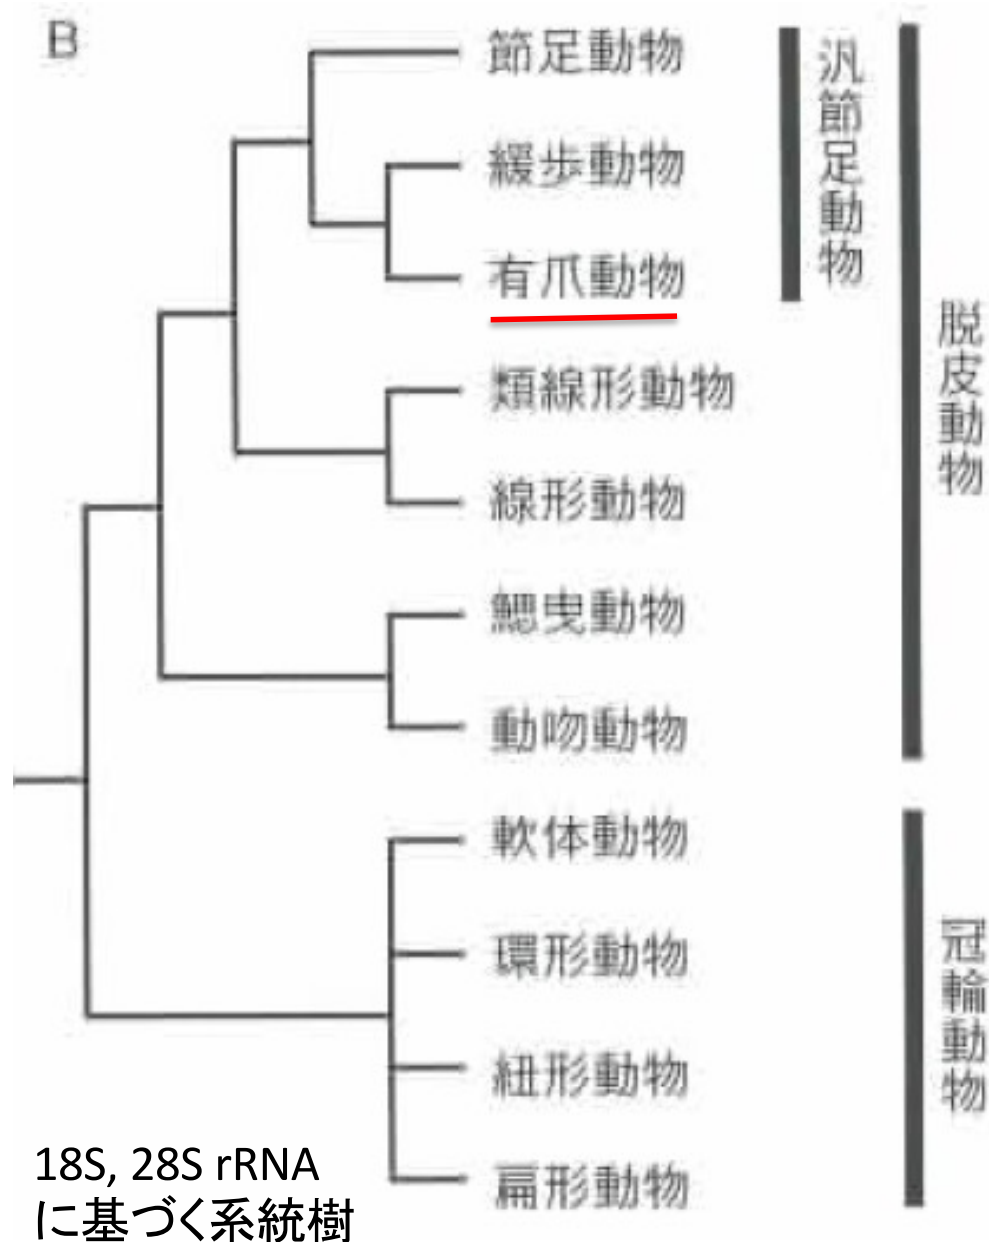 B
節足動物
緩歩動物
有爪動物
類線形動物
線形動物
鰓曳動物
動吻動物
軟体動物
環形動物
紐形動物
扁形動物
汎節足動物
脱皮動物
冠輪動物
18S, 28S rRNA
に基づく系統樹